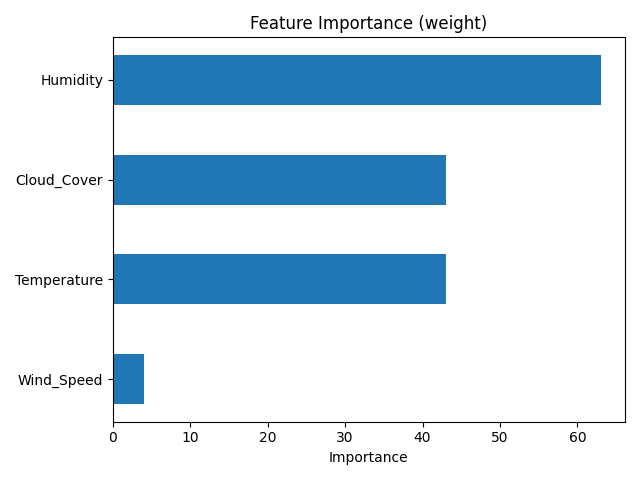 Feature Importance (weight)
Humidity
Cloud_Cover
Temperature
Wind_Speed
0 10 20 30 40 50 60
Importance